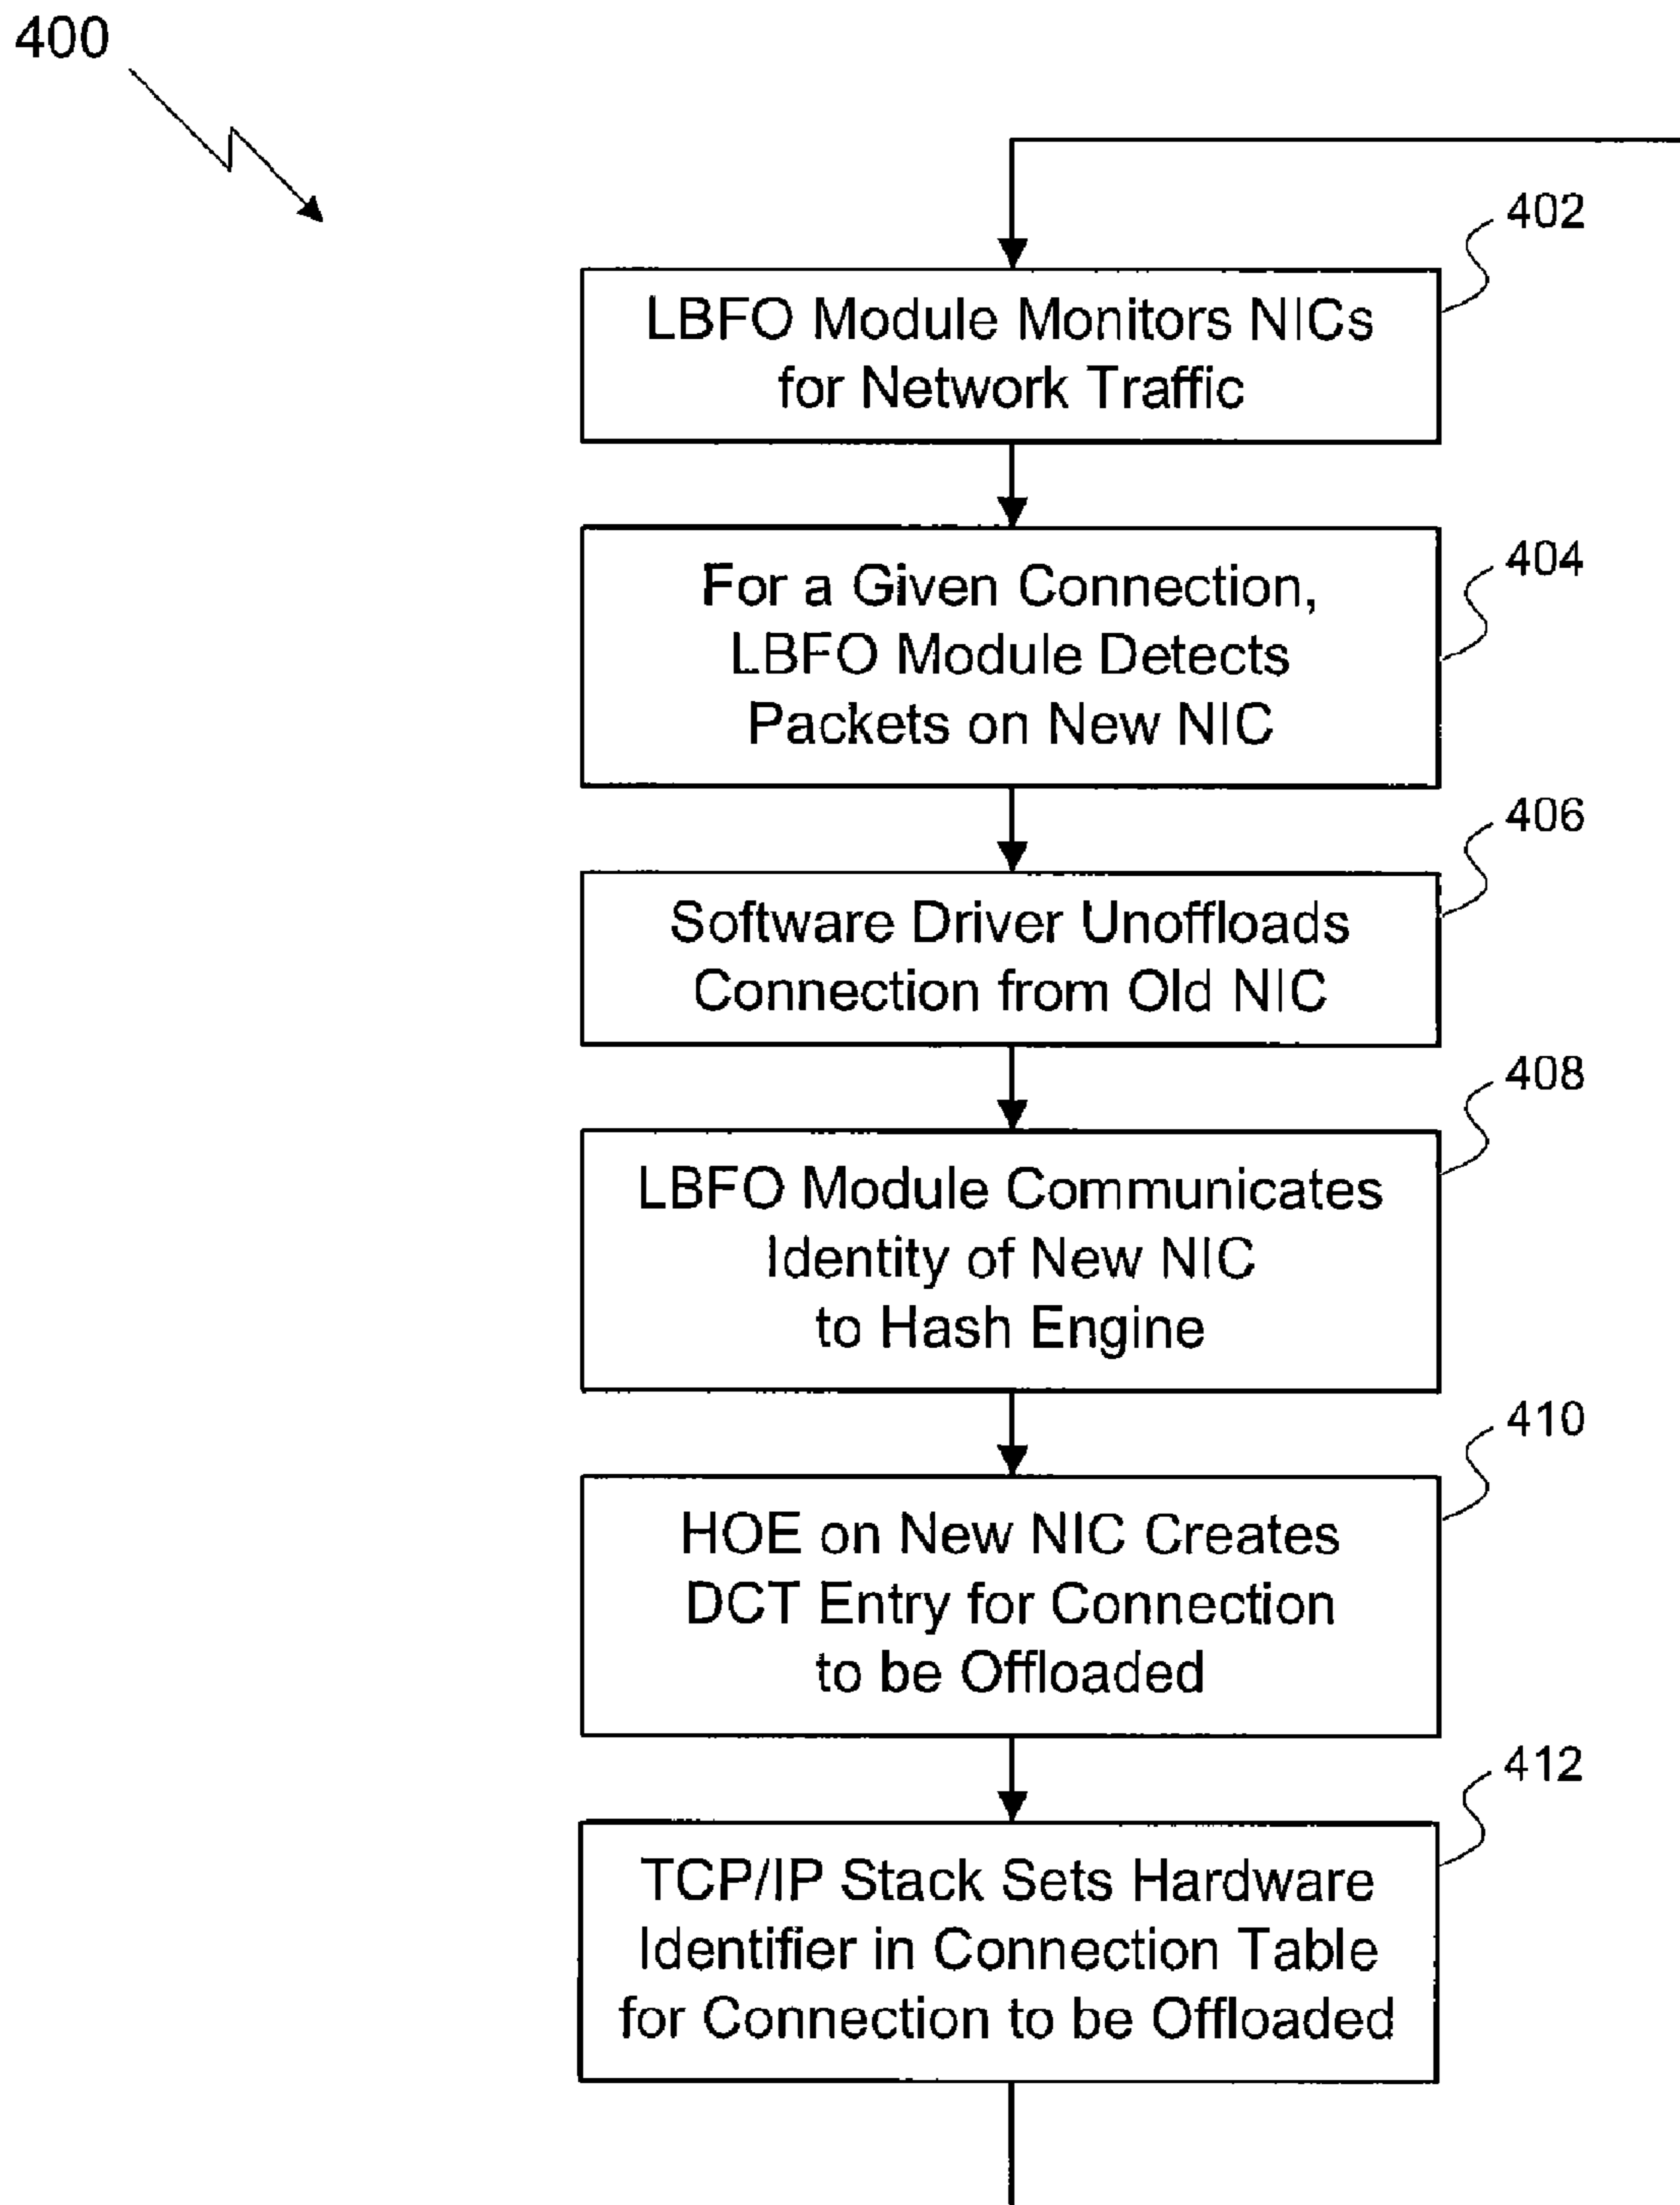 400
402
LBFO Module Monitors NICs
for Network Traffic
404
For a Given Connection,
LBFO Module Detects
Packets on New NIC
406
Software Driver Unoffloads
Connection from Old NIC
408
LBFO Module Communicates
Identity of New NIC
to Hash Engine
410
HOE on New NIC Creates
DCT Entry for Connection
to be Offloaded
412
TCP/IP Stack Sets Hardware
Identifier in Connection Table
for Connection to be Offloaded